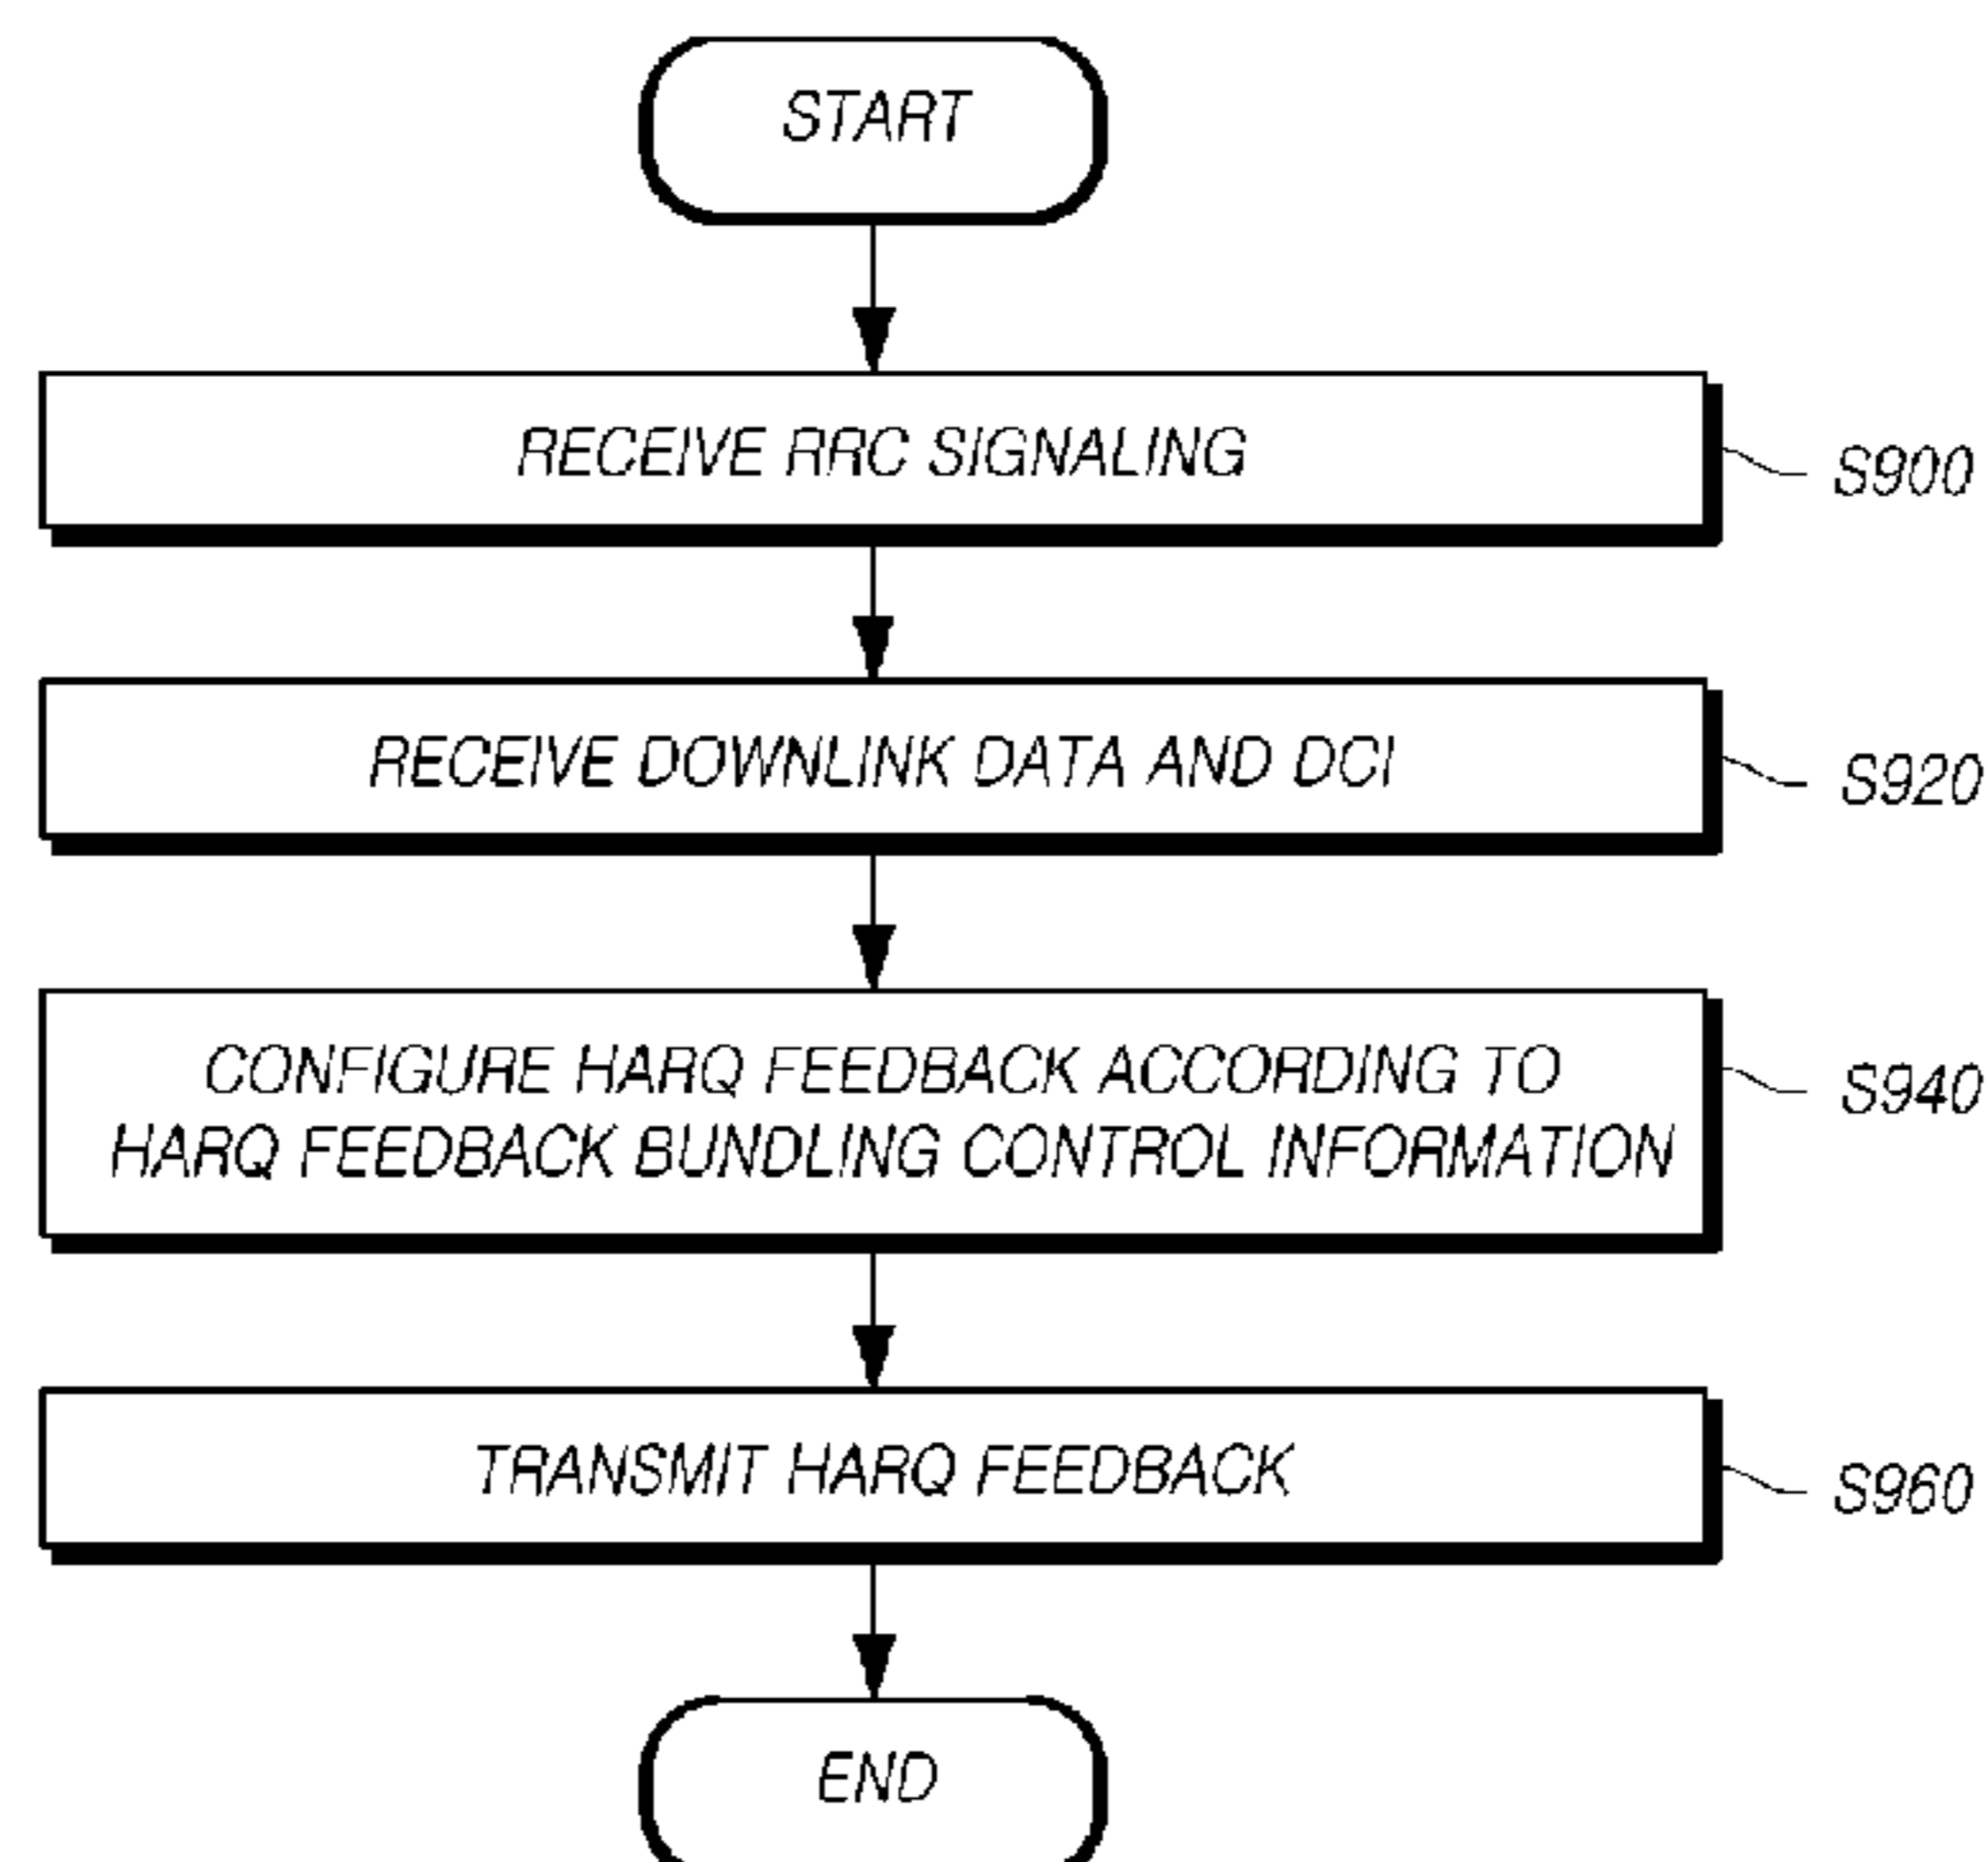 START
RECEIVE RRC SIGNALING
S900
RECEIVE DOWNLINK DATA AND DCI
S920
CONFIGURE HARQ FEEDBACK ACCORDING TO
HARQ FEEDBACK BUNDLING CONTROL INFORMATION
S940
TRANSMIT HARQ FEEDBACK
S960
END